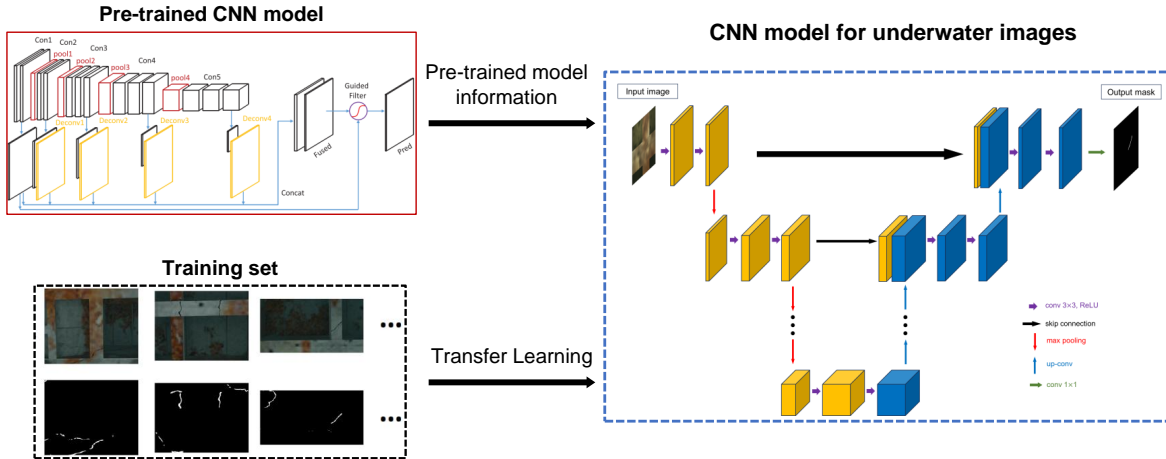 Pre-trained CNN model
Con1
Con2
Con3
Con4
Con5
pool1
pool2
pool3
pool4
Deconv1
Deconv2
Deconv3
Deconv4
Guided
Filter
Fused
Pred
Concat
Pre-trained model
information
Training set
Transfer Learning
CNN model for underwater images
Input image
Output mask
conv 3×3, ReLU
skip connection
max pooling
up-conv
conv 1×1